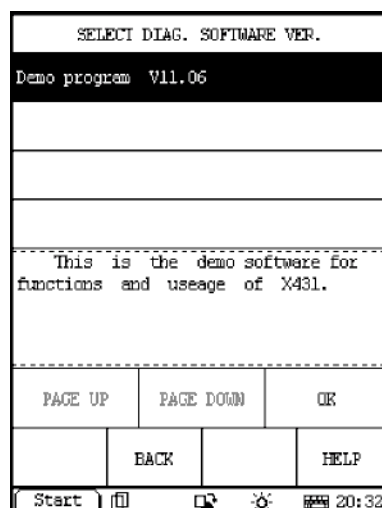 SELECT DIAG. SOFTWARE VER.
Demo program V11.06
This is the demo software for
functions and useage of X431.
PAGE UP PAGE DOWN OK
BACK HELP
Start 20:32